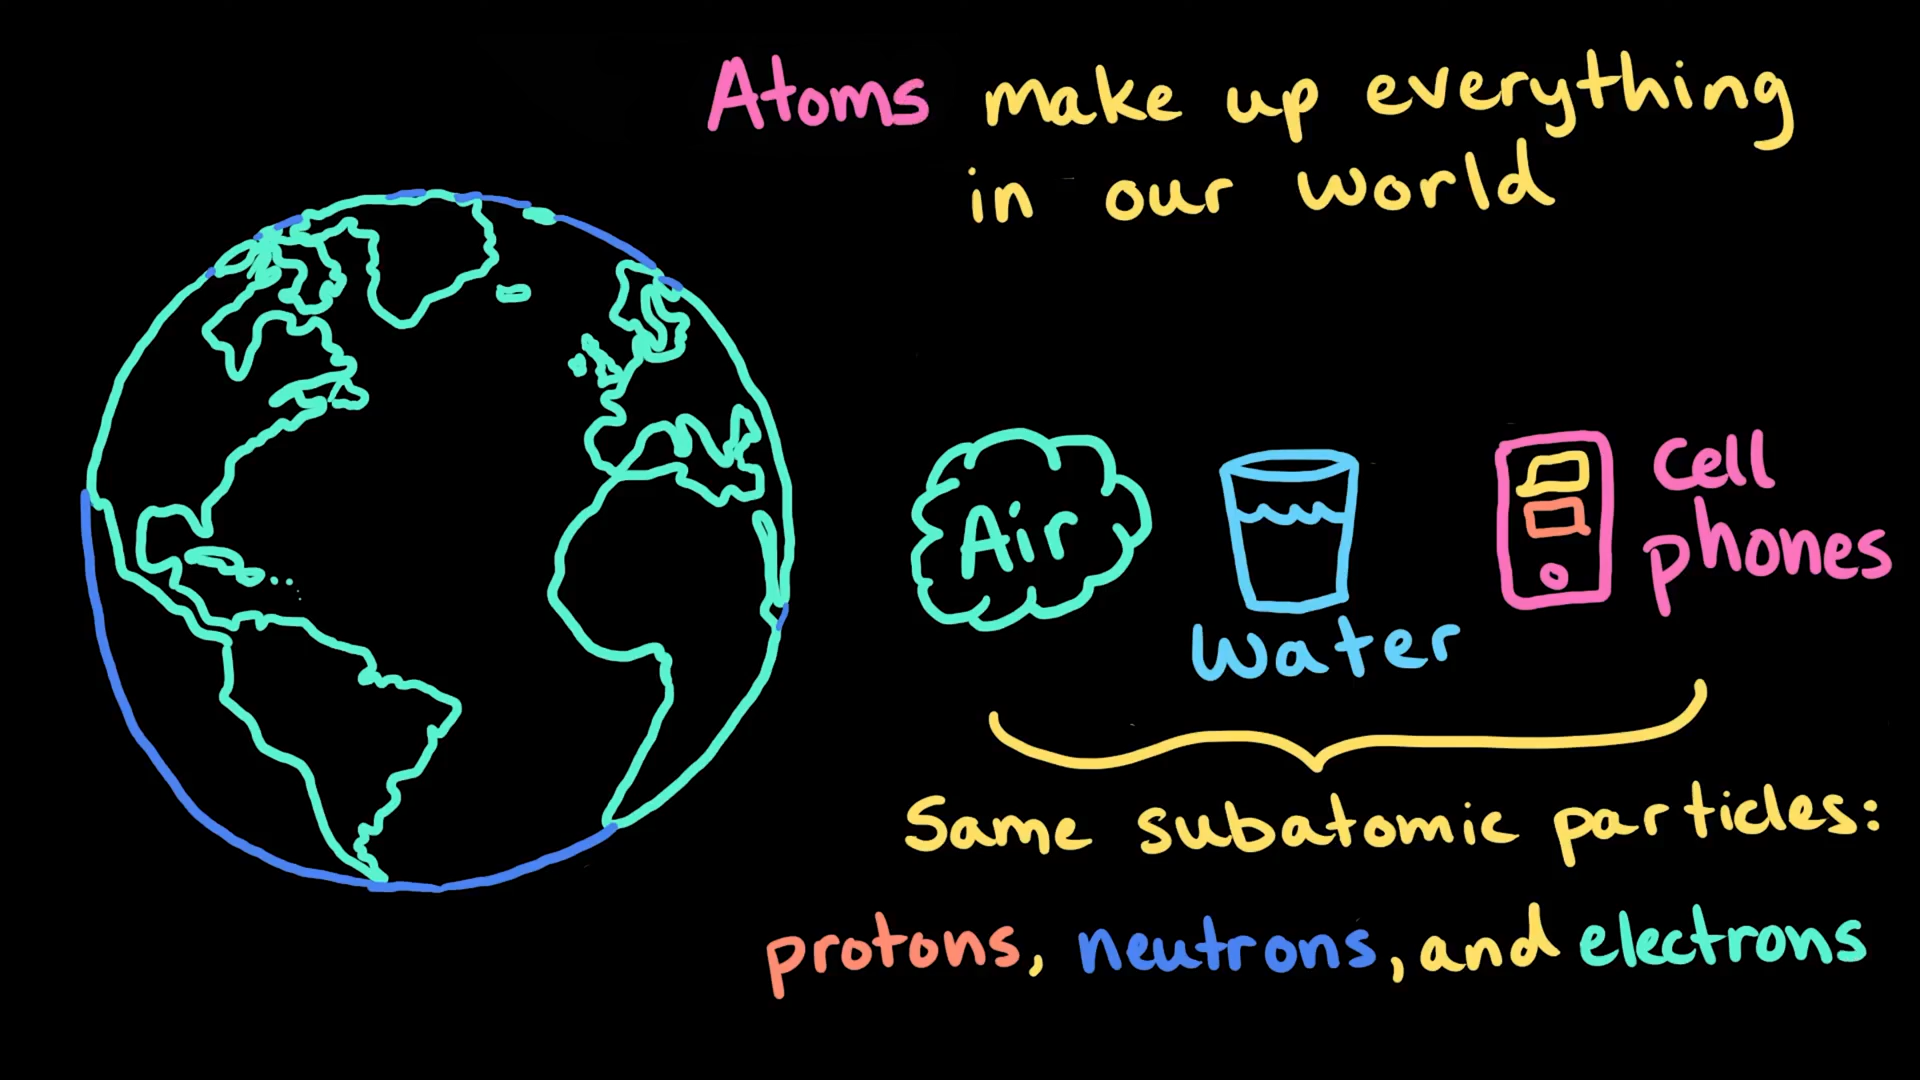 Atoms make up everything
in our world
Air
Water
Cell
phones
Same subatomic particles:
protons, neutrons, and electrons